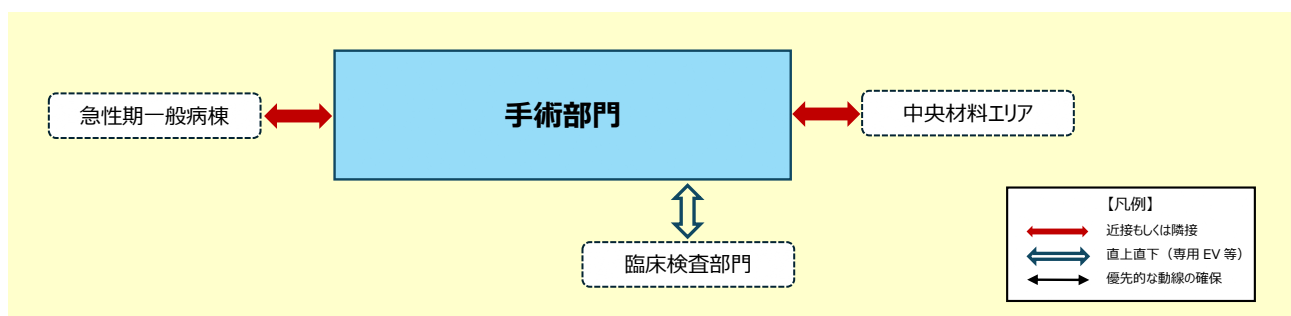 手術部門
急性期一般病棟
中央材料エリア
臨床検査部門
【凡例】
近接もしくは隣接
直上直下（専用 EV 等）
優先的な動線の確保